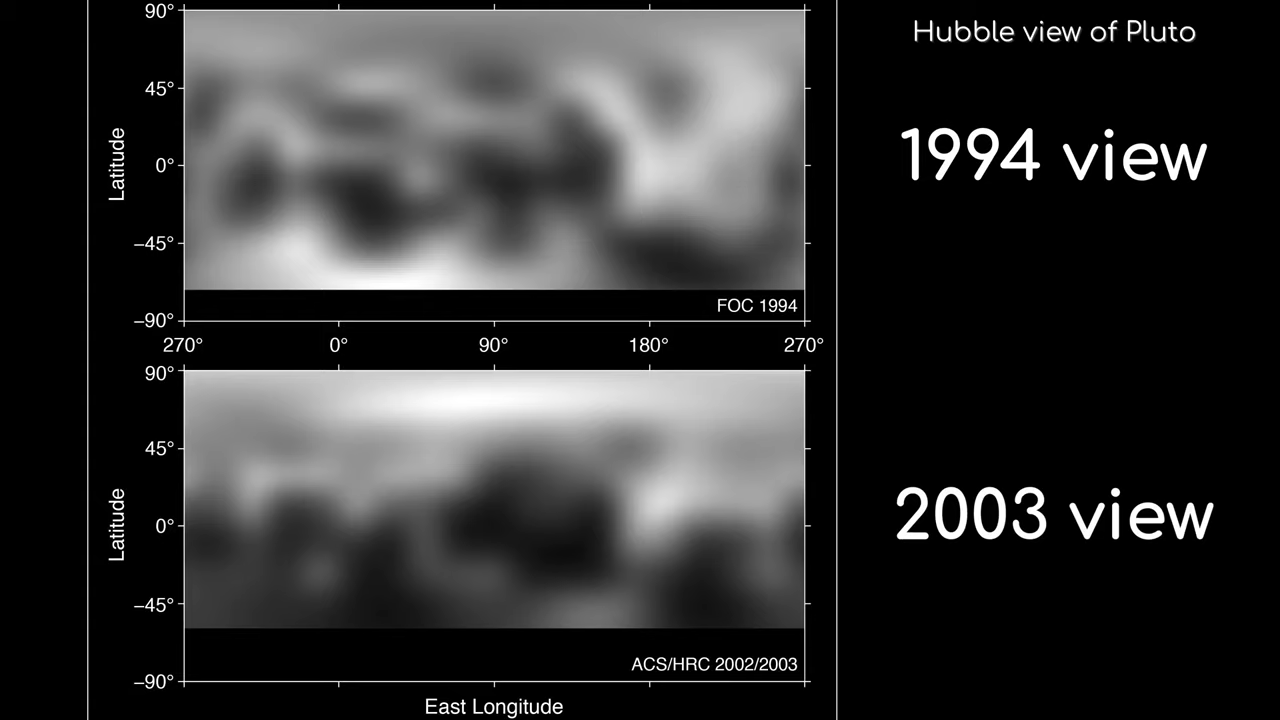 Hubble view of Pluto
90°
45°
0°
−45°
−90°
Latitude
FOC 1994
1994 view
270° 0° 90° 180° 270°
90°
45°
0°
−45°
−90°
Latitude
ACS/HRC 2002/2003
2003 view
East Longitude